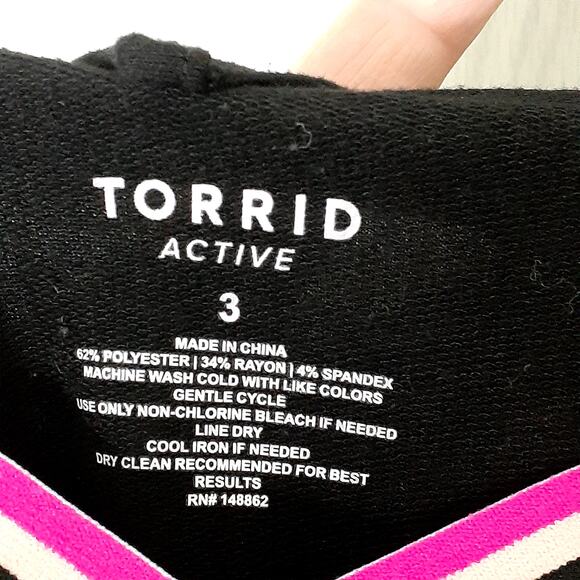 TORRID
ACTIVE
3
MADE IN CHINA
62% POLYESTER | 34% RAYON | 4% SPANDEX
MACHINE WASH COLD WITH LIKE COLORS
GENTLE CYCLE
USE ONLY NON-CHLORINE BLEACH IF NEEDED
LINE DRY
COOL IRON IF NEEDED
DRY CLEAN RECOMMENDED FOR BEST
RESULTS
RN# 148862